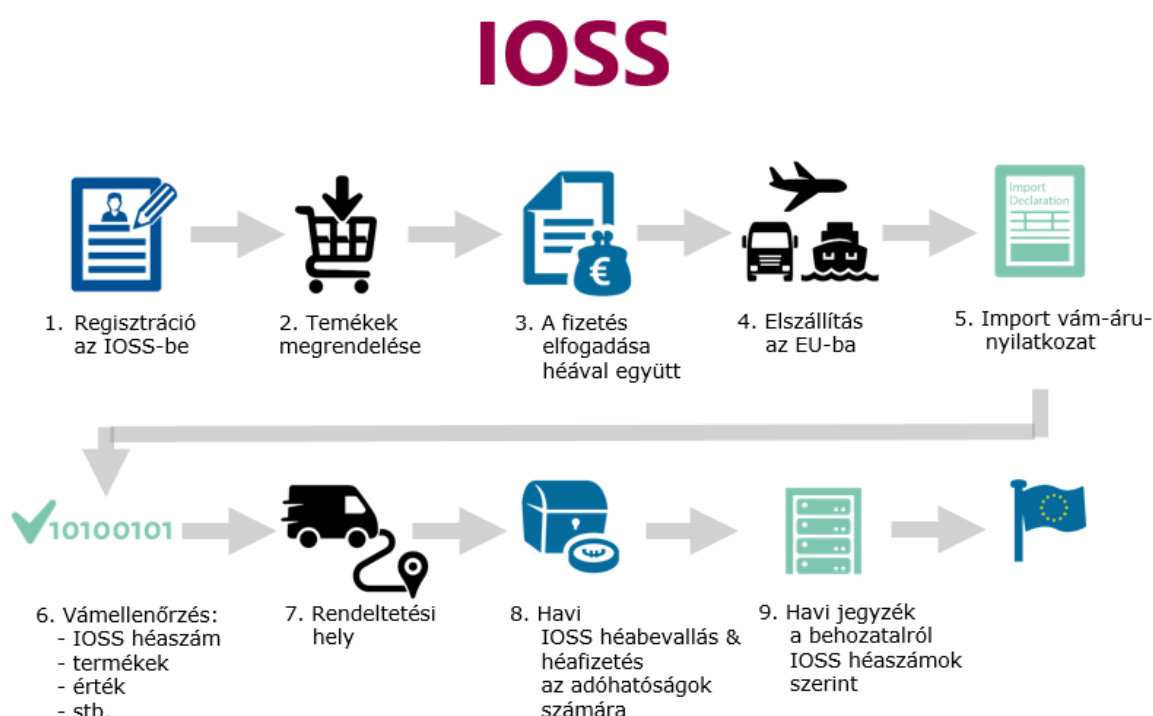 IOSS
Import
Declaration
1. Regisztráció
az IOSS-be
2. Temékek
megrendelése
3. A fizetés
elfogadása
héával együtt
4. Elszállítás
az EU-ba
5. Import vám-áru-
nyilatkozat
10100101
6. Vámellenőrzés:
- IOSS héaszám
- termékek
- érték
- stb.
7. Rendeltetési
hely
8. Havi
IOSS héabevallás &
héafizetés
az adóhatóságok
számára
9. Havi jegyzék
a behozatalról
IOSS héaszámok
szerint